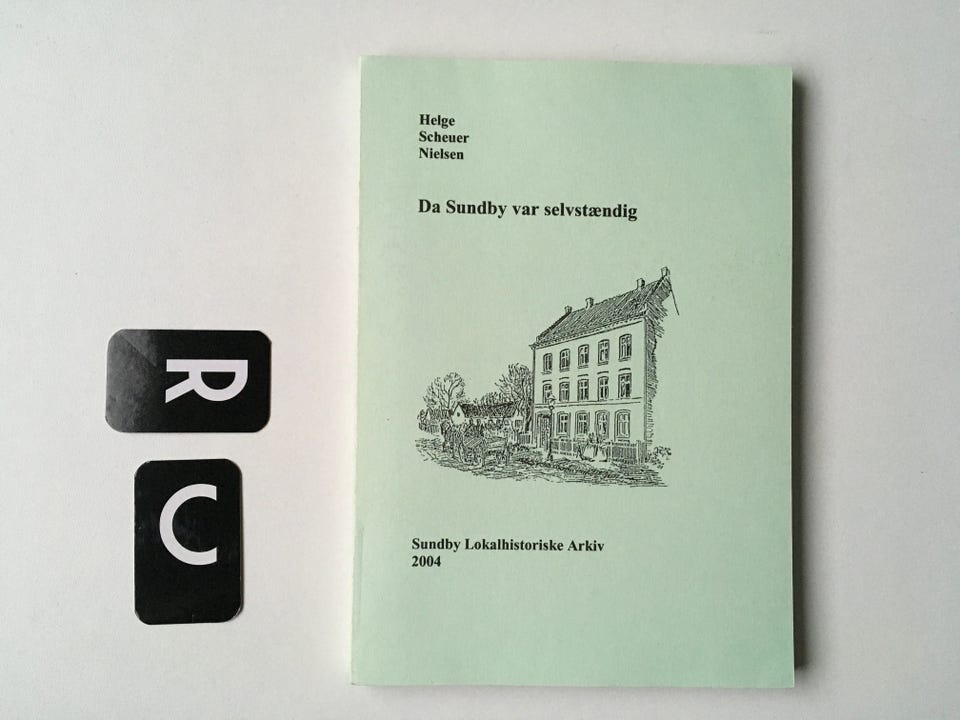 Helge
Scheuer
Nielsen
Da Sundby var selvstændig
Sundby Lokalhistoriske Arkiv
2004
R
C